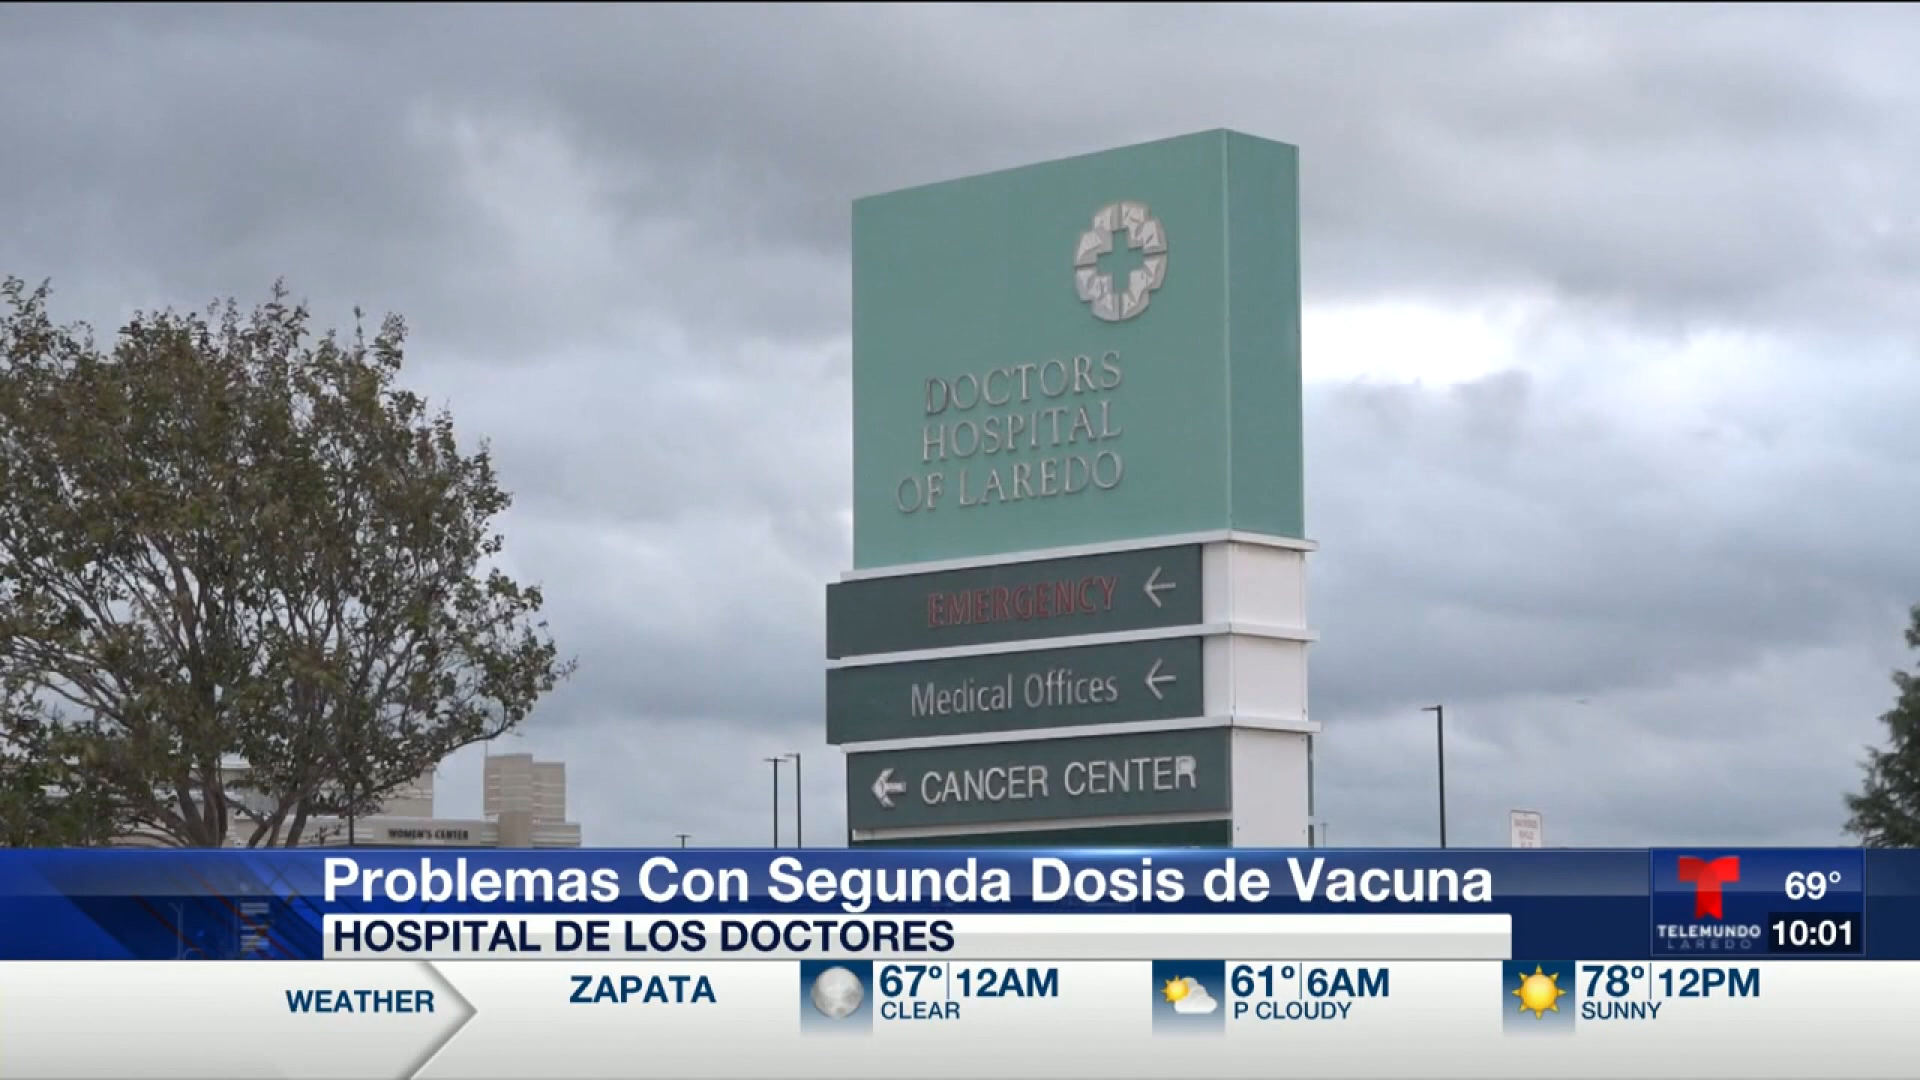 DOCTORS
HOSPITAL
OF LAREDO
EMERGENCY
Medical Offices
CANCER CENTER
WOMEN'S CENTER
Problemas Con Segunda Dosis de Vacuna
HOSPITAL DE LOS DOCTORES
69°
TELEMUNDO
LAREDO
10:01
WEATHER
ZAPATA
67° 12AM
CLEAR
61° 6AM
P CLOUDY
78° 12PM
SUNNY